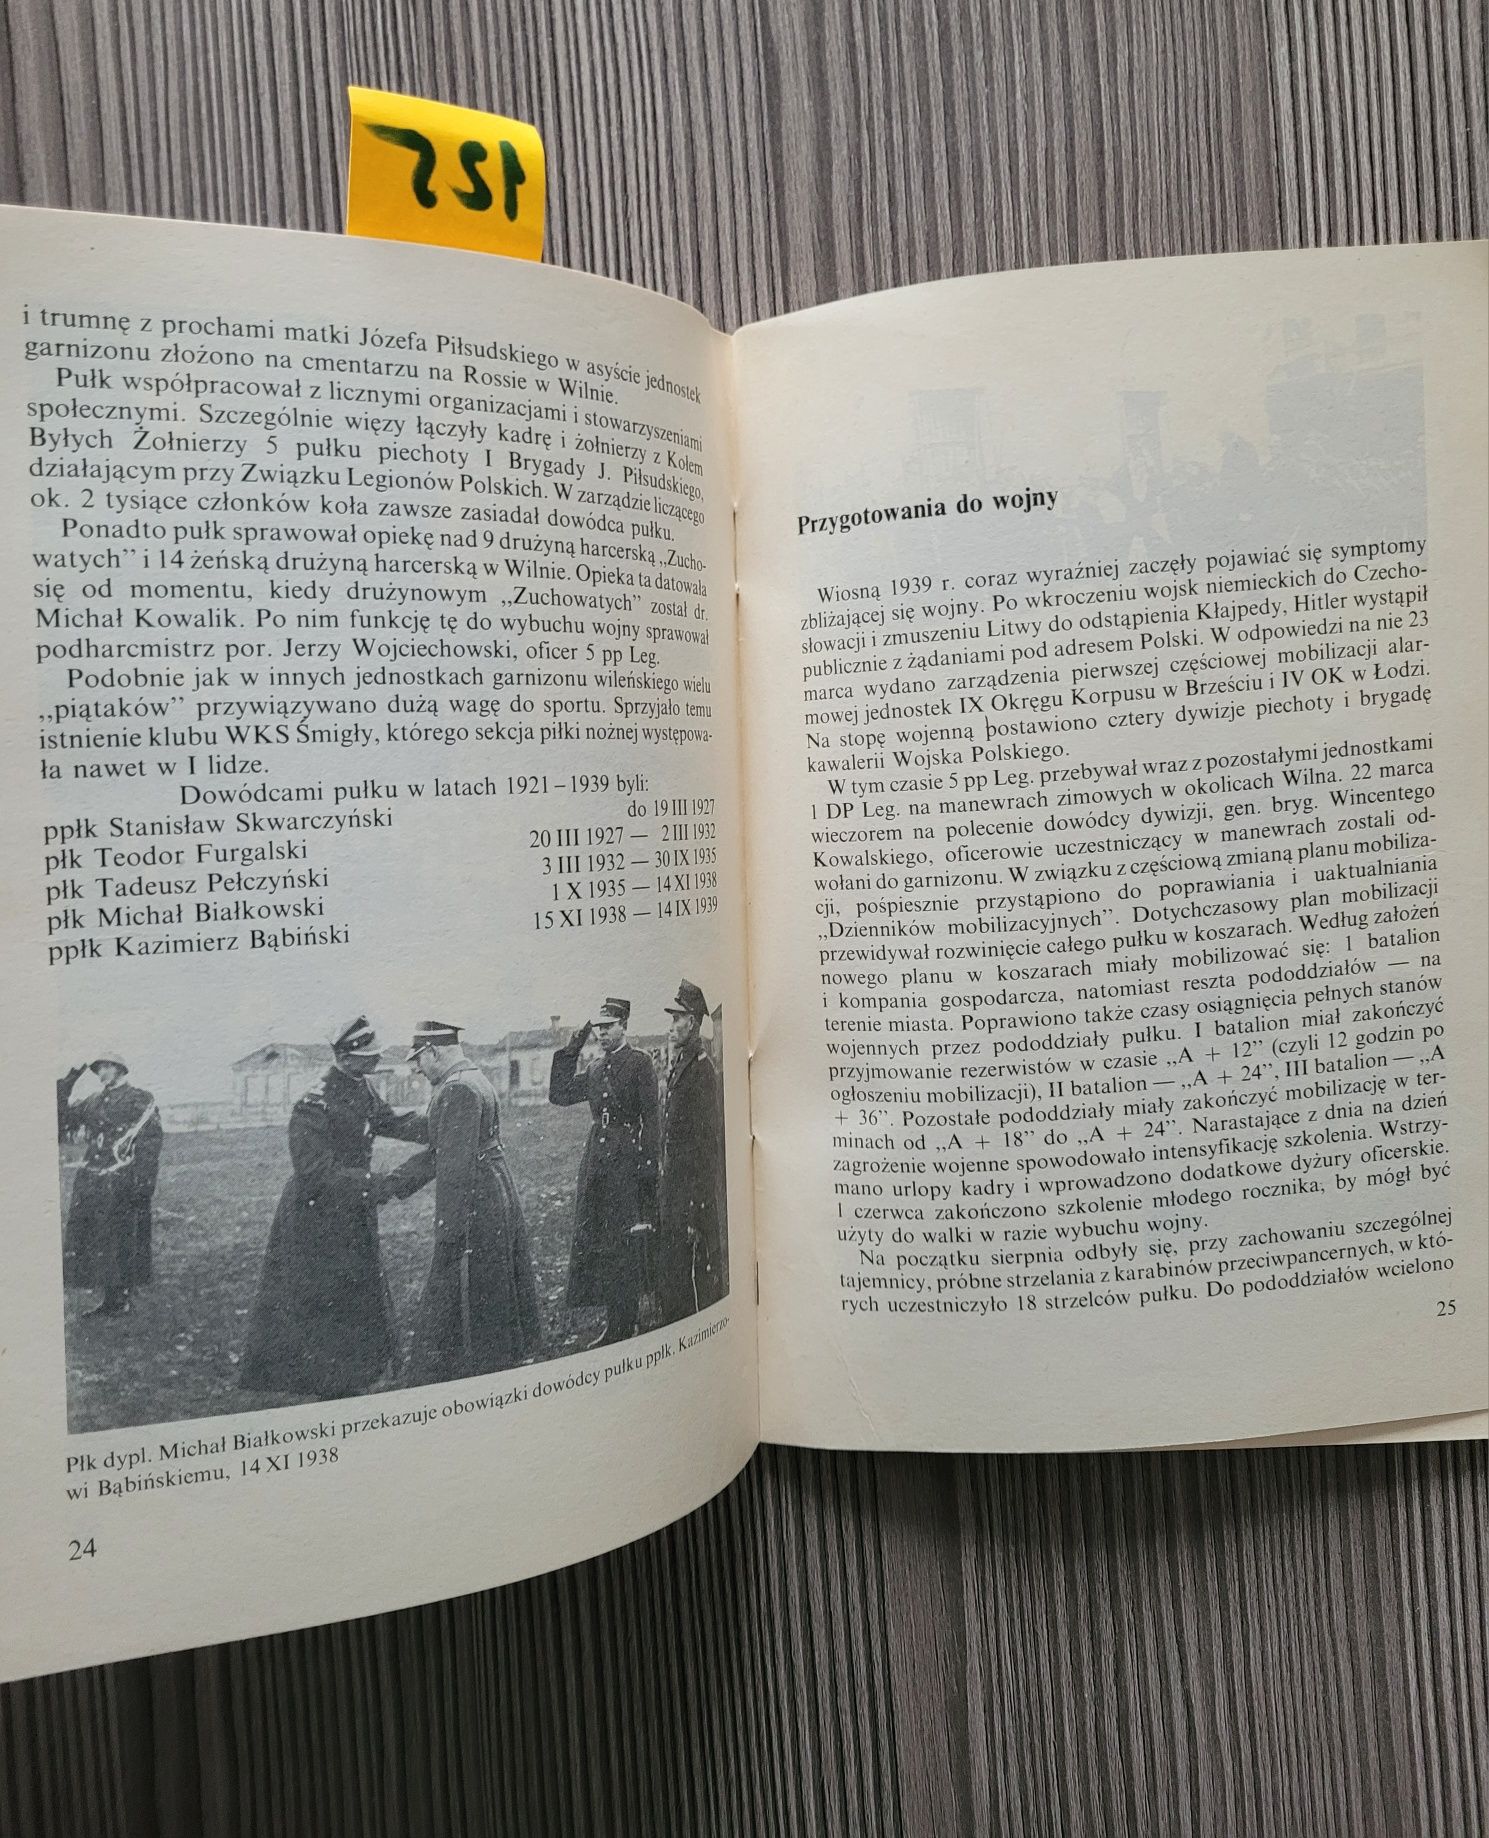 125
i trumnę z prochami matki Józefa Piłsudskiego w asyście jednostek
garnizonu złożono na cmentarzu na Rossie w Wilnie.
Pułk współpracował z licznymi organizacjami i stowarzyszeniami
społecznymi. Szczególnie więzy łączyły kadrę i żołnierzy z Kołem
Byłych Żołnierzy 5 pułku piechoty I Brygady J. Piłsudskiego,
działającym przy Związku Legionów Polskich. W zarządzie liczącego
ok. 2 tysiące członków koła zawsze zasiadał dowódca pułku.
Ponadto pułk sprawował opiekę nad 9 drużyną harcerską „Zucho-
watych” i 14 żeńską drużyną harcerską w Wilnie. Opieka ta datowała
się od momentu, kiedy drużynowym „Zuchowatych” został dr.
Michał Kowalik. Po nim funkcję tę do wybuchu wojny sprawował
podharcmistrz por. Jerzy Wojciechowski, oficer 5 pp Leg.
Podobnie jak w innych jednostkach garnizonu wileńskiego wielu
„piątaków” przywiązywano dużą wagę do sportu. Sprzyjało temu
istnienie klubu WKS Śmigły, którego sekcja piłki nożnej występowa-
ła nawet w I lidze.
Dowódcami pułku w latach 1921 – 1939 byli:
ppłk Stanisław Skwarczyński do 19 III 1927
płk Teodor Furgalski 20 III 1927 — 2 III 1932
płk Tadeusz Pełczyński 3 III 1932 — 30 IX 1935
płk Michał Białkowski 1 X 1935 — 14 XI 1938
ppłk Kazimierz Bąbiński 15 XI 1938 — 14 IX 1939
Płk dypl. Michał Białkowski przekazuje obowiązki dowódcy pułku ppłk. Kazimierzo-
wi Bąbińskiemu, 14 XI 1938
24
Przygotowania do wojny
Wiosną 1939 r. coraz wyraźniej zaczęły pojawiać się symptomy
zbliżającej się wojny. Po wkroczeniu wojsk niemieckich do Czecho-
słowacji i zmuszeniu Litwy do odstąpienia Kłajpedy, Hitler wystąpił
publicznie z żądaniami pod adresem Polski. W odpowiedzi na nie 23
marca wydano zarządzenia pierwszej częściowej mobilizacji alar-
mowej jednostek IX Okręgu Korpusu w Brześciu i IV OK w Łodzi.
Na stopę wojenną postawiono cztery dywizje piechoty i brygadę
kawalerii Wojska Polskiego.
W tym czasie 5 pp Leg. przebywał wraz z pozostałymi jednostkami
1 DP Leg. na manewrach zimowych w okolicach Wilna. 22 marca
wieczorem na polecenie dowódcy dywizji, gen. bryg. Wincentego
Kowalskiego, oficerowie uczestniczący w manewrach zostali od-
wołani do garnizonu. W związku z częściową zmianą planu mobiliza-
cji, pośpiesznie przystąpiono do poprawiania i uaktualniania
„Dzienników mobilizacyjnych”. Dotychczasowy plan mobilizacji
przewidywał rozwinięcie całego pułku w koszarach. Według założeń
nowego planu w koszarach miały mobilizować się: 1 batalion
i kompania gospodarcza, natomiast reszta pododdziałów — na
terenie miasta. Poprawiono także czasy osiągnięcia pełnych stanów
wojennych przez pododdziały pułku. I batalion miał zakończyć
przyjmowanie rezerwistów w czasie „A + 12” (czyli 12 godzin po
ogłoszeniu mobilizacji), II batalion — „A + 24”, III batalion — „A
+ 36”. Pozostałe pododdziały miały zakończyć mobilizację w ter-
minach od „A + 18” do „A + 24”. Narastające z dnia na dzień
zagrożenie wojenne spowodowało intensyfikację szkolenia. Wstrzy-
mano urlopy kadry i wprowadzono dodatkowe dyżury oficerskie.
1 czerwca zakończono szkolenie młodego rocznika, by mógł być
użyty do walki w razie wybuchu wojny.
Na początku sierpnia odbyły się, przy zachowaniu szczególnej
tajemnicy, próbne strzelania z karabinów przeciwpancernych, w któ-
rych uczestniczyło 18 strzelców pułku. Do pododdziałów wcielono
25